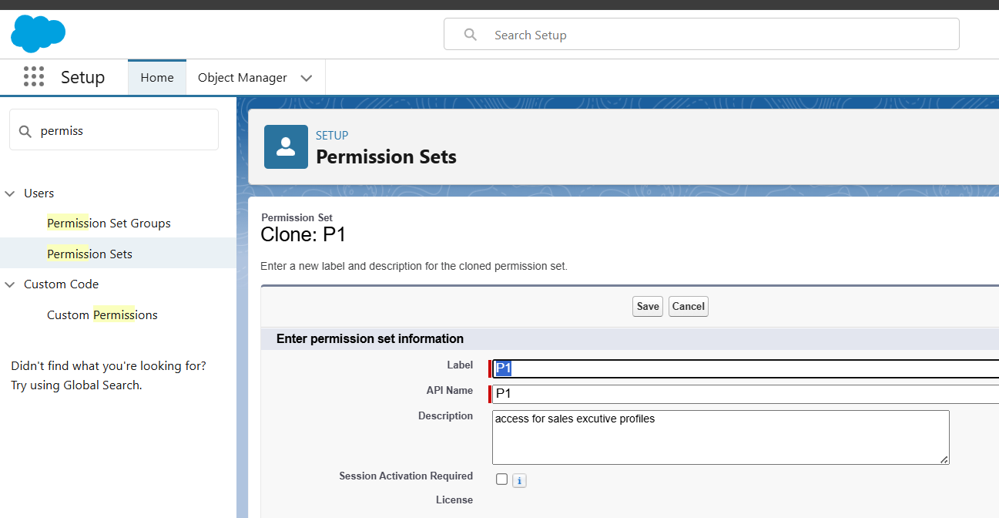 Search Setup
Setup
Home
Object Manager
permiss
Users
Permission Set Groups
Permission Sets
Custom Code
Custom Permissions
Didn't find what you're looking for?
Try using Global Search.
SETUP
Permission Sets
Permission Set
Clone: P1
Enter a new label and description for the cloned permission set.
Save Cancel
Enter permission set information
Label P1
API Name P1
Description access for sales excutive profiles
Session Activation Required i
License